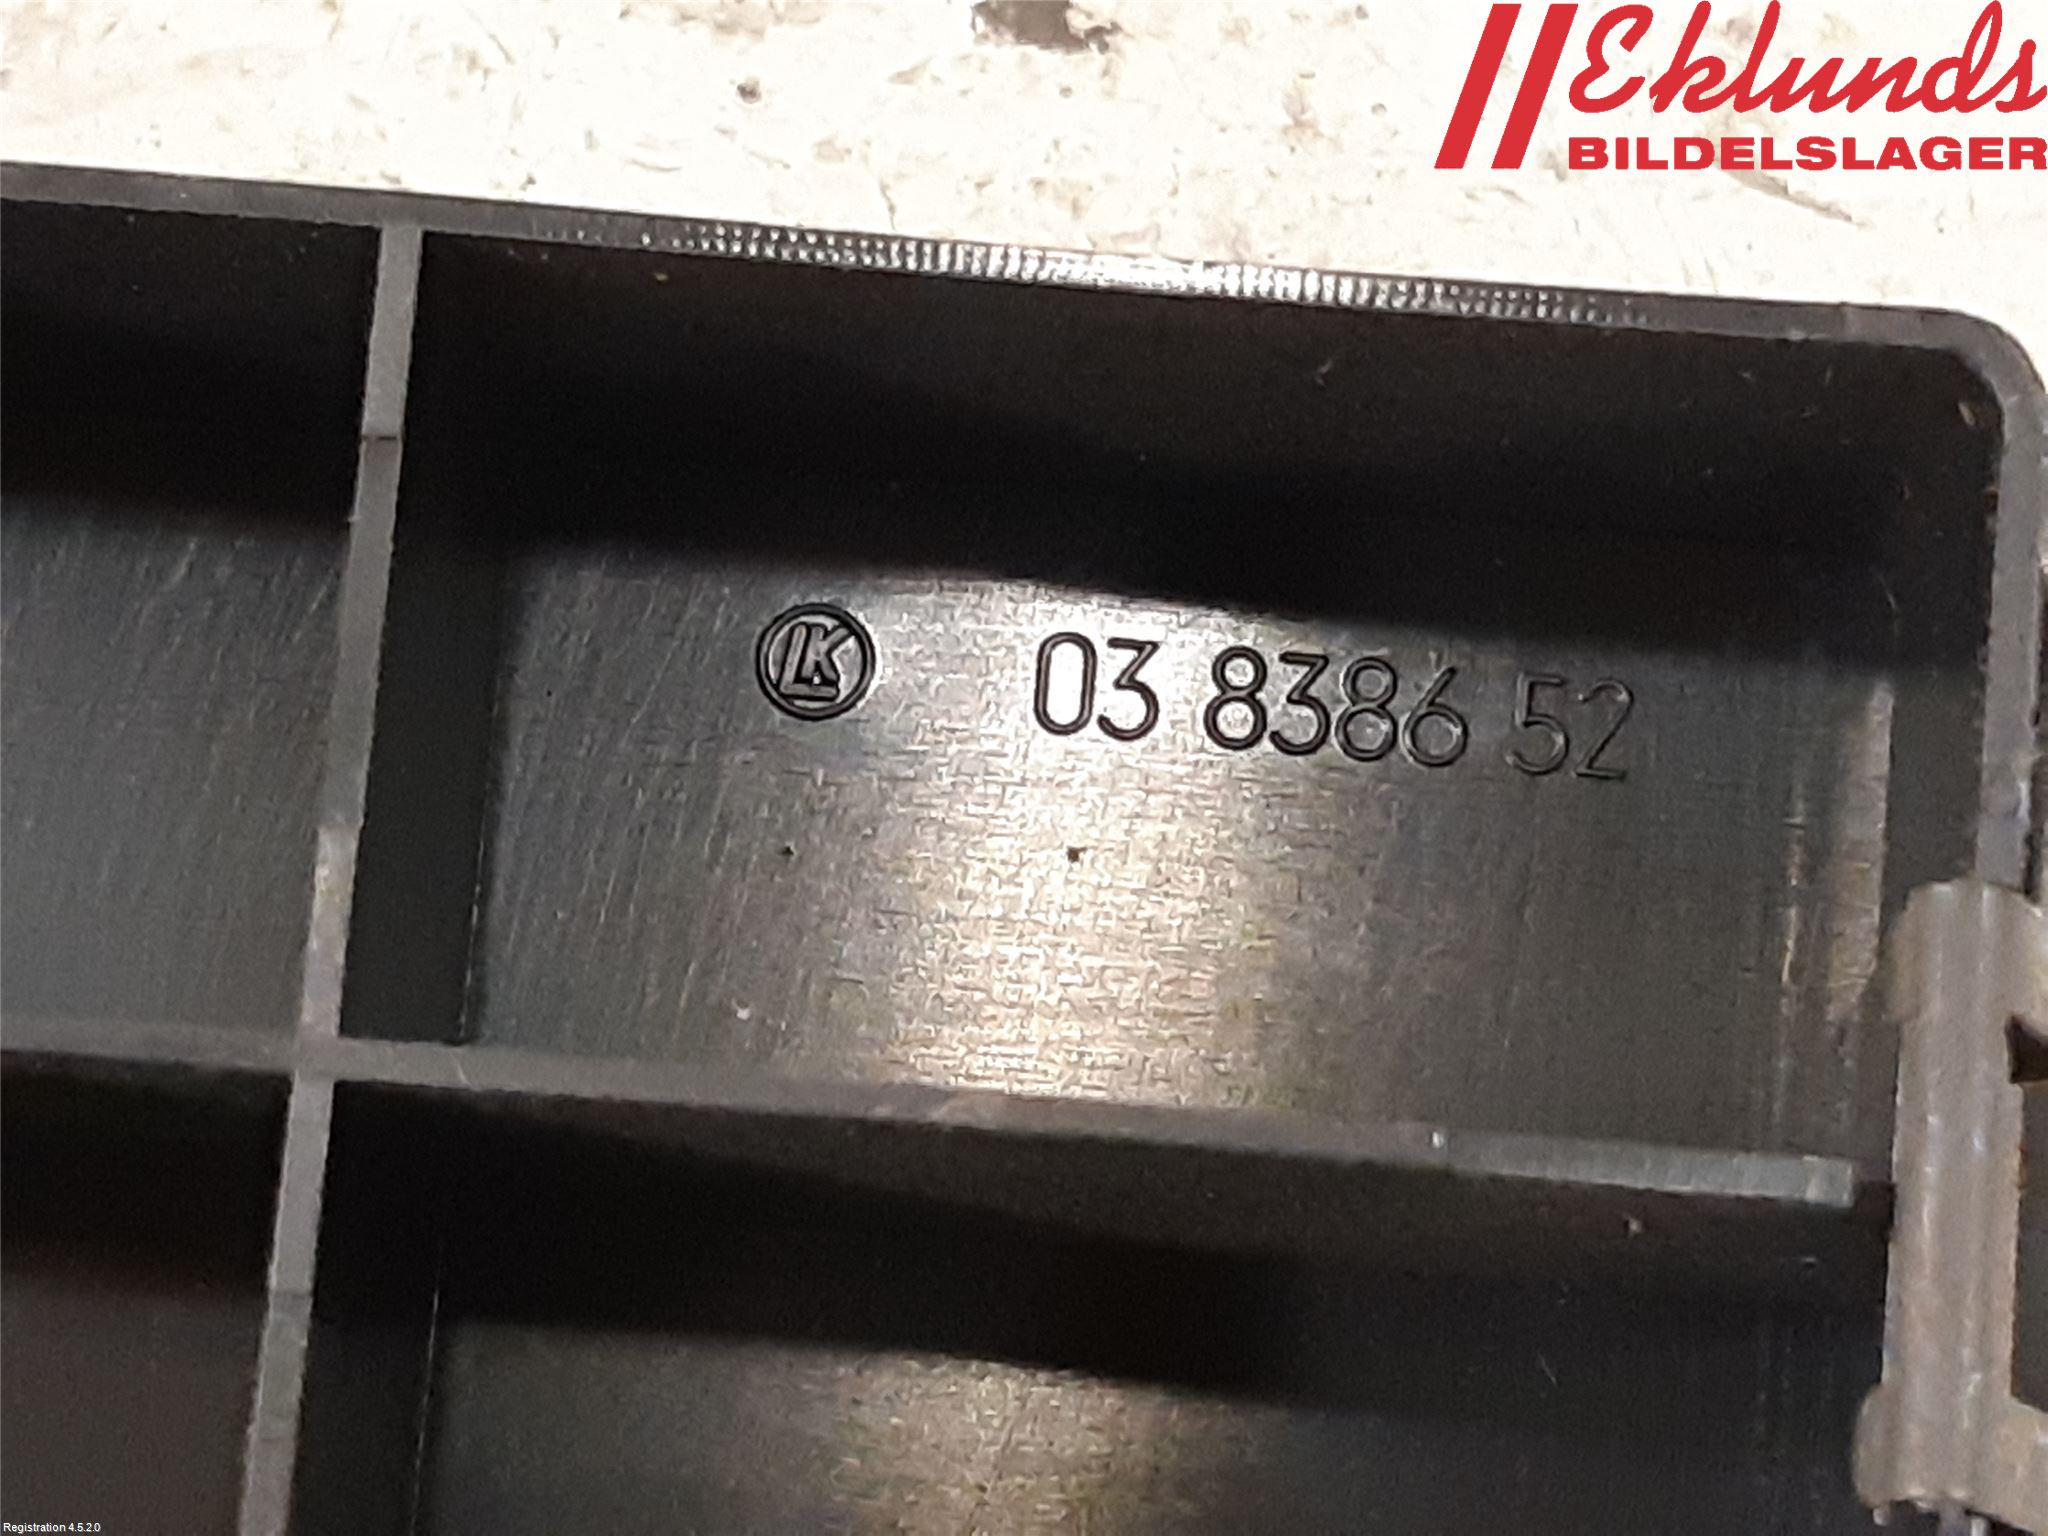 Eklunds
BILDELSLAGER
LK 03 8386 52
Registration 4.5.2.0